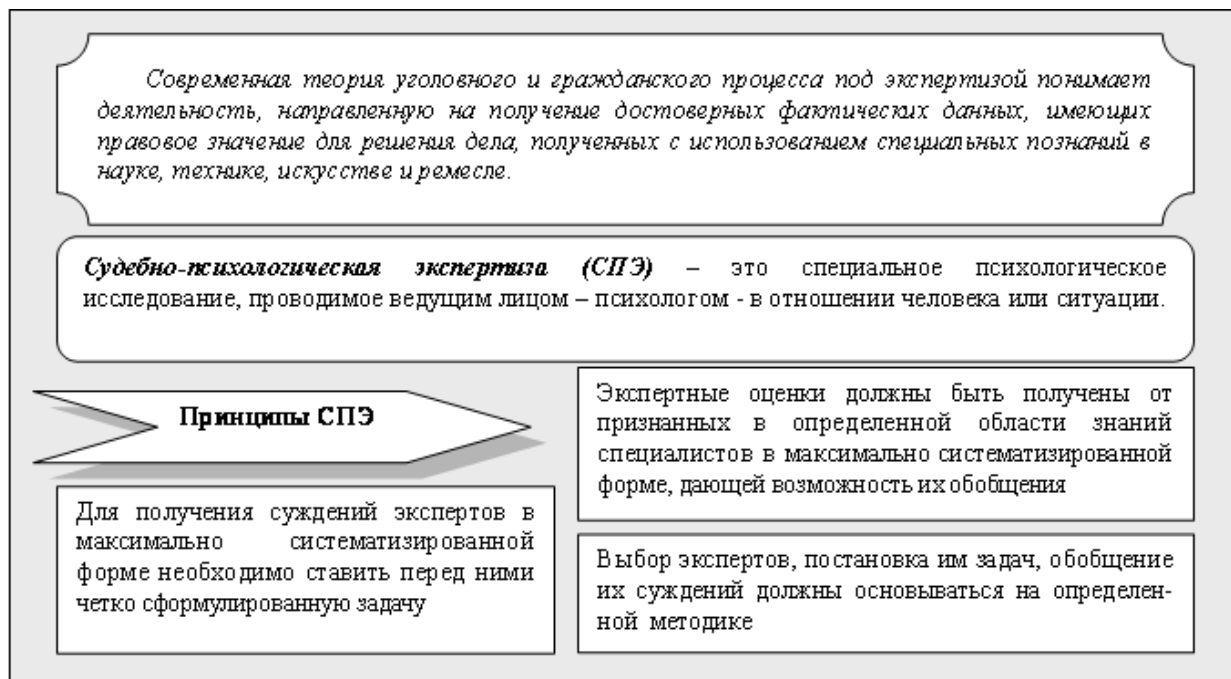 Современная теория уголовного и гражданского процесса под экспертизой понимает
деятельность, направленную на получение достоверных фактических данных, имеющих
правовое значение для решения дела, полученных с использованием специальных познаний в
науке, технике, искусстве и ремесле.
Судебно-психологическая экспертиза (СПЭ) – это специальное психологическое
исследование, проводимое ведущим лицом – психологом - в отношении человека или ситуации.
Принципы СПЭ
Экспертные оценки должны быть получены от
признанных в определенной области знаний
специалистов в максимально систематизированной
форме, дающей возможность их обобщения
Для получения суждений экспертов в
максимально систематизированной
форме необходимо ставить перед ними
четко сформулированную задачу
Выбор экспертов, постановка им задач, обобщение
их суждений должны основываться на определен-
ной методике